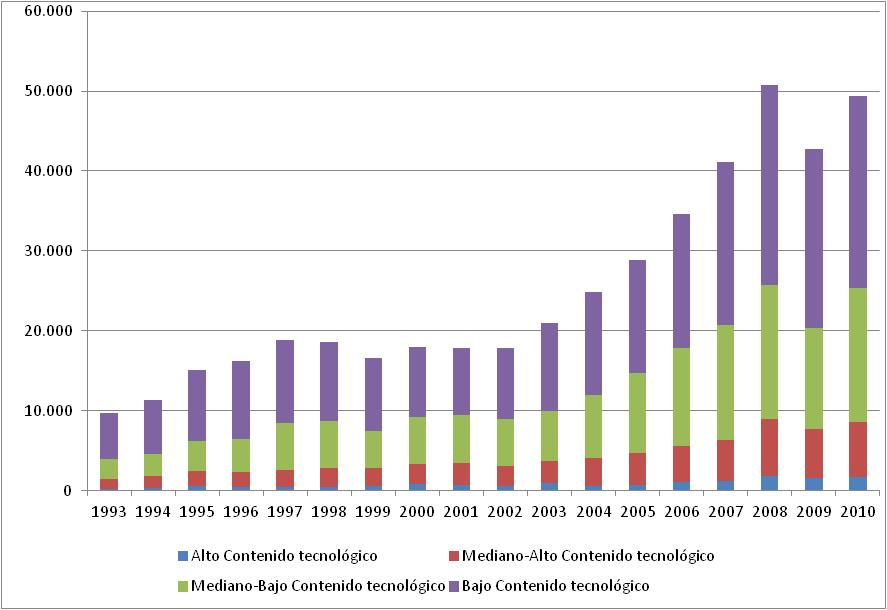 60.000
50.000
40.000
30.000
20.000
10.000
0
1993 1994 1995 1996 1997 1998 1999 2000 2001 2002 2003 2004 2005 2006 2007 2008 2009 2010
Alto Contenido tecnológico Mediano-Alto Contenido tecnológico
Mediano-Bajo Contenido tecnológico Bajo Contenido tecnológico